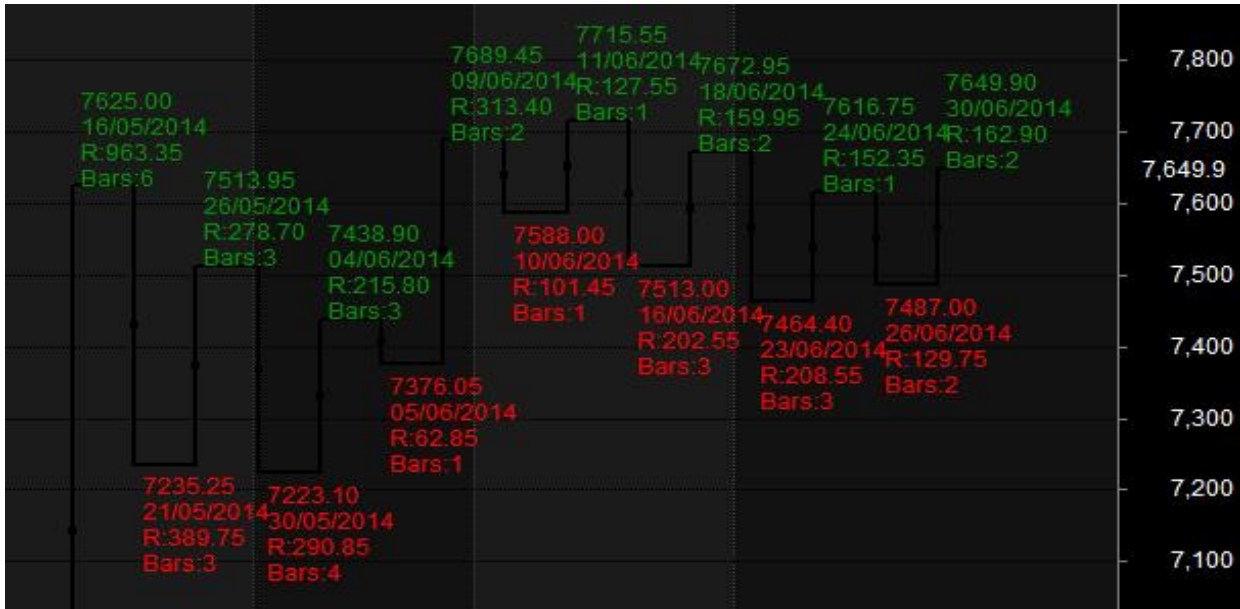 7625.00
16/05/2014
R:963.35
Bars:6
7235.25
21/05/2014
R:389.75
Bars:3
7513.95
26/05/2014
R:278.70
Bars:3
7223.10
30/05/2014
R:290.85
Bars:4
7438.90
04/06/2014
R:215.80
Bars:3
7376.05
05/06/2014
R:62.85
Bars:1
7689.45
09/06/2014
R:313.40
Bars:2
7588.00
10/06/2014
R:101.45
Bars:1
7715.55
11/06/2014
R:127.55
Bars:1
7513.00
16/06/2014
R:202.55
Bars:3
7672.95
18/06/2014
R:159.95
Bars:2
7464.40
23/06/2014
R:208.55
Bars:3
7616.75
24/06/2014
R:152.35
Bars:1
7487.00
26/06/2014
R:129.75
Bars:2
7649.90
30/06/2014
R:162.90
Bars:2
7,800
7,700
7,649.9
7,600
7,500
7,400
7,300
7,200
7,100